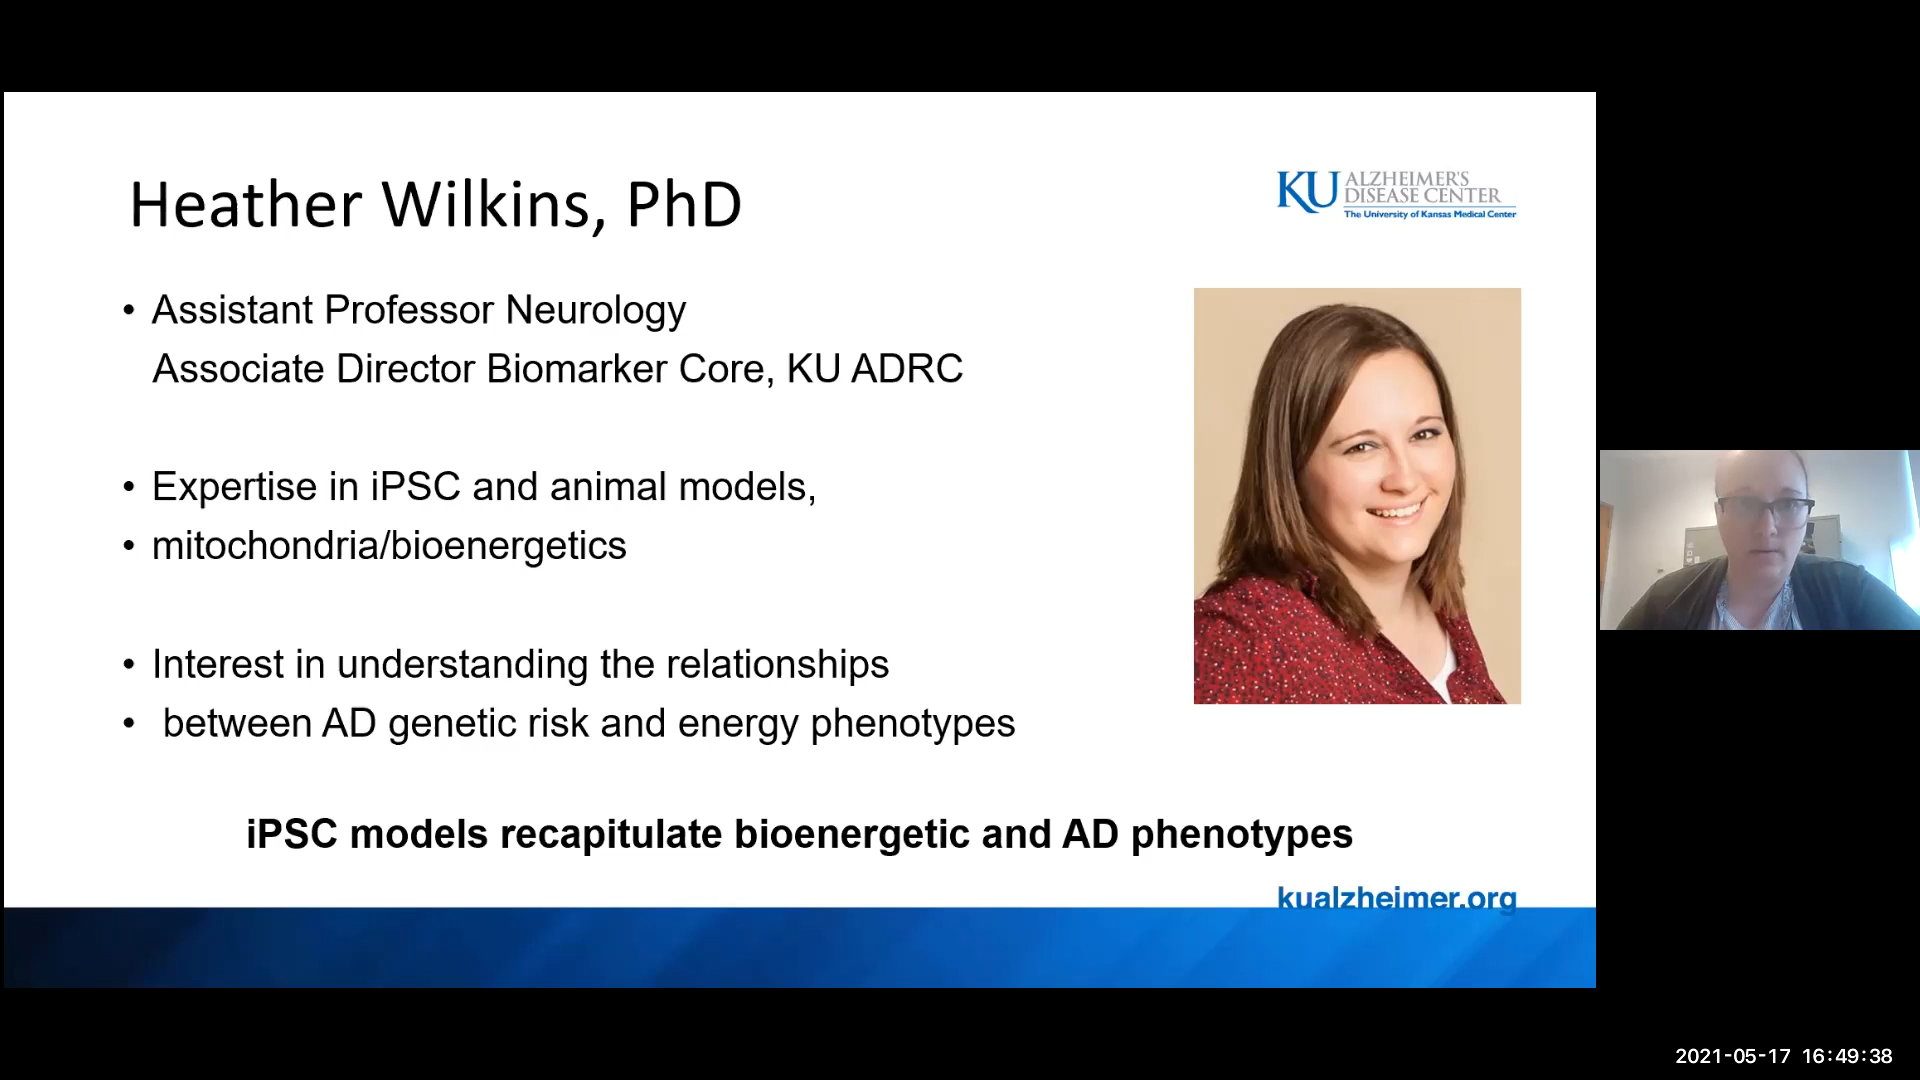 Heather Wilkins, PhD
KU ALZHEIMER'S
DISEASE CENTER
The University of Kansas Medical Center
• Assistant Professor Neurology
Associate Director Biomarker Core, KU ADRC
• Expertise in iPSC and animal models,
• mitochondria/bioenergetics
• Interest in understanding the relationships
• between AD genetic risk and energy phenotypes
iPSC models recapitulate bioenergetic and AD phenotypes
kualzheimer.org
2021-05-17 16:49:38